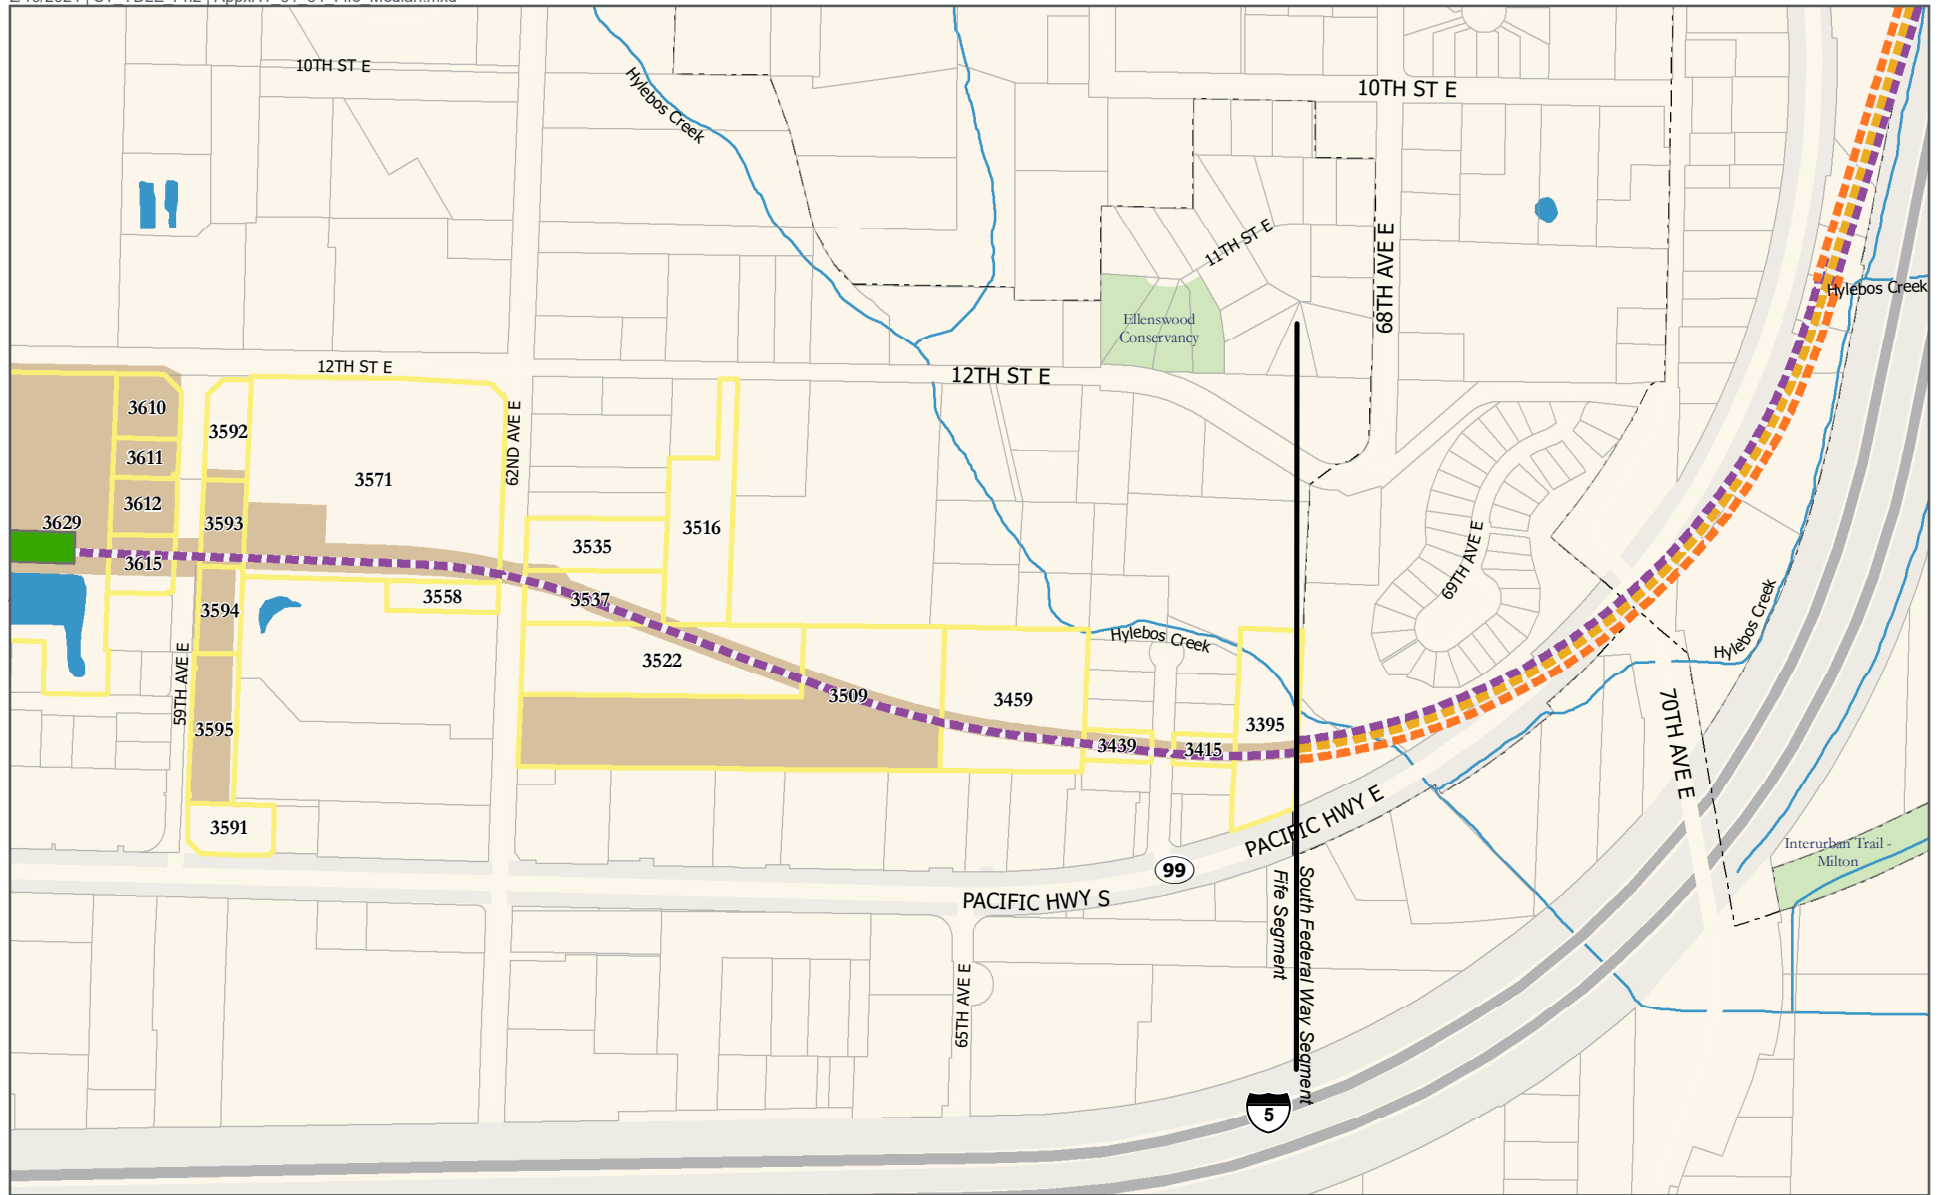 10TH ST E
Hylebos Creek
10TH ST E
11TH ST E
68TH AVE E
Hylebos Creek
Ellenswood
Conservancy
12TH ST E
12TH ST E
62ND AVE E
3610
3592
3611
3571
3612
3593
3629
3516
3535
3615
69TH AVE E
3558
3537
3594
Hylebos Creek
Hylebos Creek
3522
59TH AVE E
3509
3459
3395
3595
3439
3415
70TH AVE E
3591
PACIFIC HWY E
Interurban Trail -
Milton
99
PACIFIC HWY S
Fife Segment
South Federal Way Segment
65TH AVE E
5